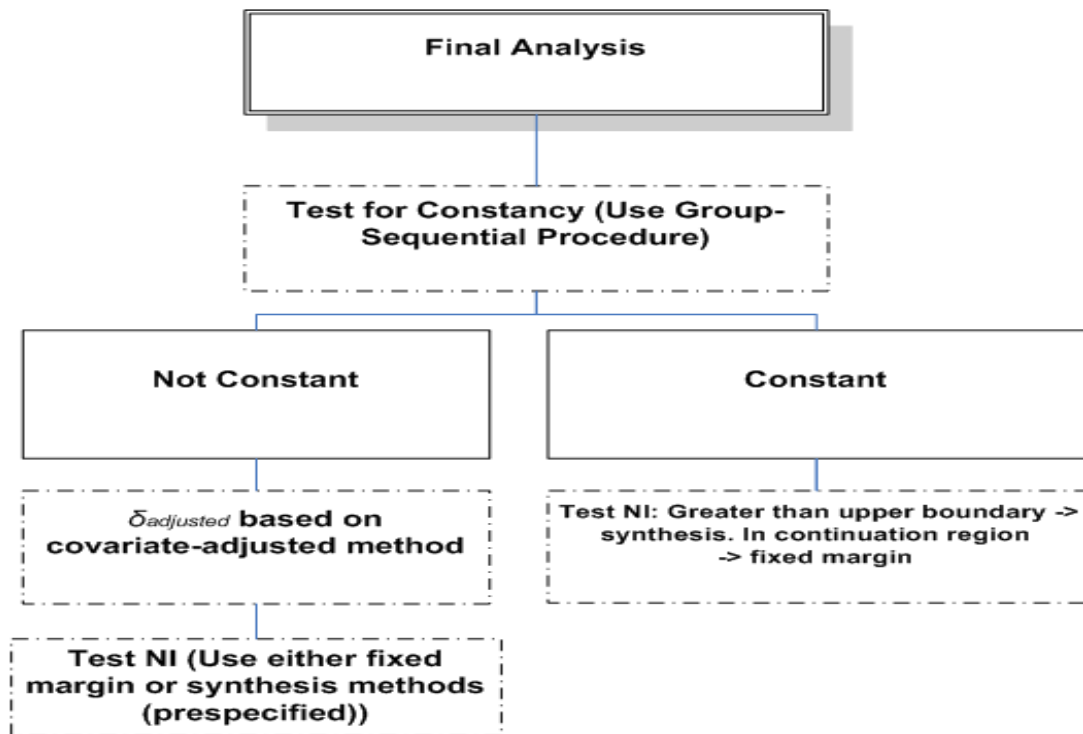 Final Analysis
Test for Constancy (Use Group-
Sequential Procedure)
Not Constant
Constant
δadjusted based on
covariate-adjusted method
Test NI: Greater than upper boundary ->
synthesis. In continuation region
-> fixed margin
Test NI (Use either fixed
margin or synthesis methods
(prespecified))